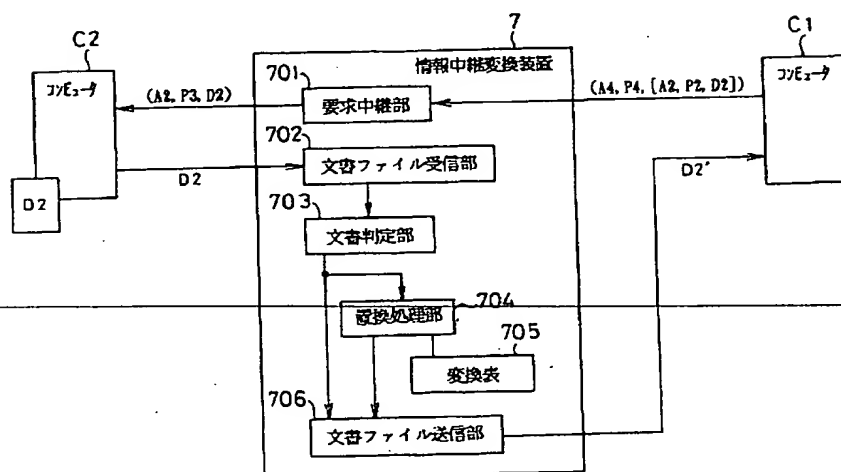 C2
7
C1
情報中継変換装置
701
コンピュータ
コンピュータ
(A2, P3, D2)
要求中継部
(A4, P4, [A2, P2, D2])
702
D2
文書ファイル受信部
D2'
D2
703
文書判定部
置換処理部
704
705
変換表
706
文書ファイル送信部